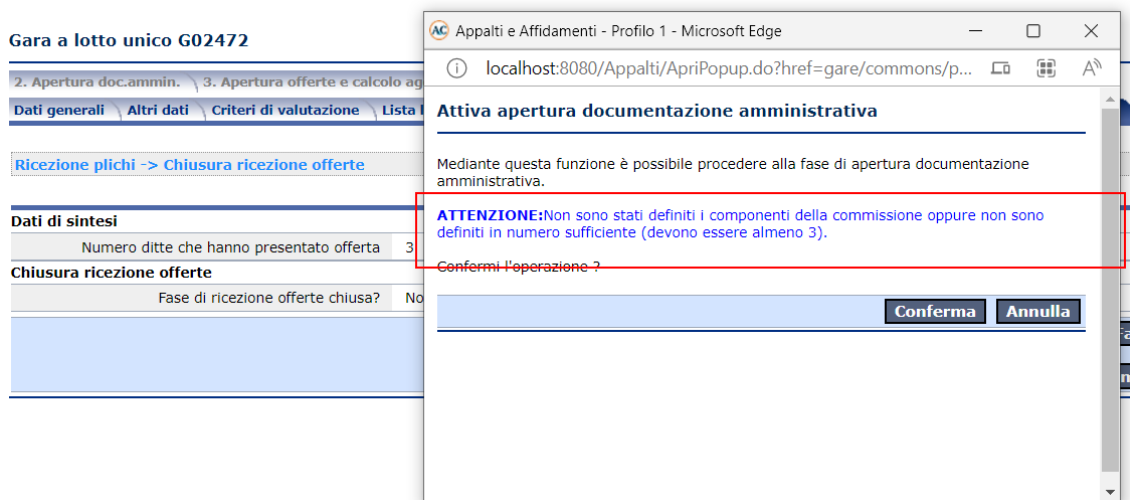 Gara a lotto unico G02472
2. Apertura doc.ammin.
3. Apertura offerte e calcolo ag
Dati generali
Altri dati
Criteri di valutazione
Lista
Ricezione plichi -> Chiusura ricezione offerte
Dati di sintesi
Numero ditte che hanno presentato offerta 3
Chiusura ricezione offerte
Fase di ricezione offerte chiusa? No
Appalti e Affidamenti - Profilo 1 - Microsoft Edge
localhost:8080/Appalti/ApriPopup.do?href=gare/commons/p...
Attiva apertura documentazione amministrativa
Mediante questa funzione è possibile procedere alla fase di apertura documentazione
amministrativa.
ATTENZIONE:Non sono stati definiti i componenti della commissione oppure non sono
definiti in numero sufficiente (devono essere almeno 3).
Confermi l'operazione ?
Conferma
Annulla